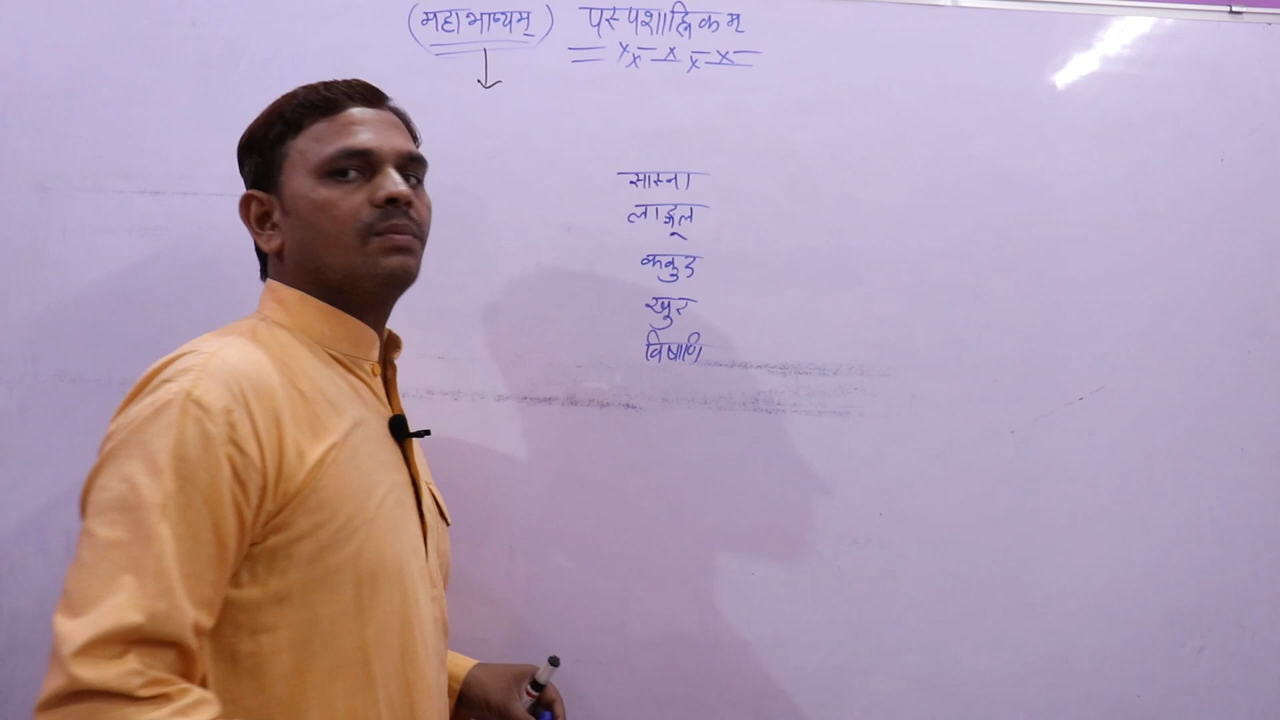 (महाभाष्यम्) पस्पशाह्निकम्
सास्ना
लाङ्गूल
ककुद
खुर
विषाणि